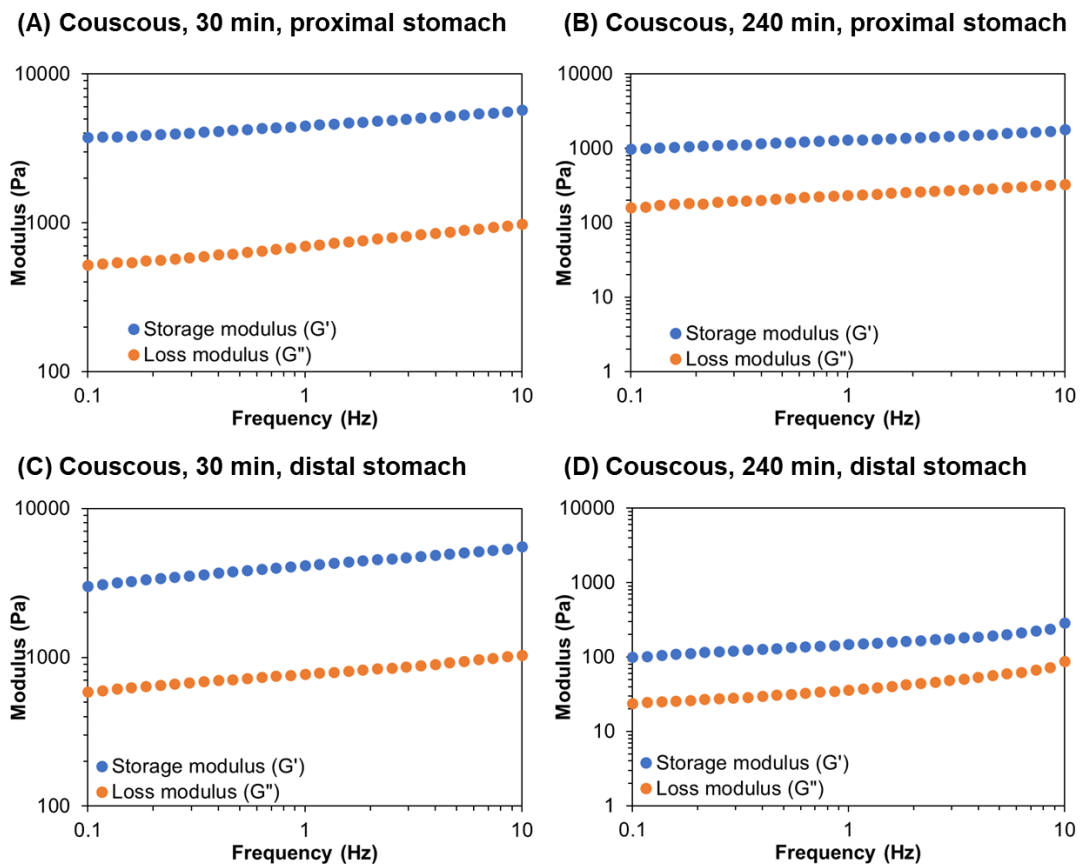 (A) Couscous, 30 min, proximal stomach
10000
1000
100
Modulus (Pa)
Storage modulus (G')
Loss modulus (G")
0.1
1
10
Frequency (Hz)
(B) Couscous, 240 min, proximal stomach
10000
1000
100
10
1
Modulus (Pa)
Storage modulus (G')
Loss modulus (G")
0.1
1
10
Frequency (Hz)
(C) Couscous, 30 min, distal stomach
10000
1000
100
Modulus (Pa)
Storage modulus (G')
Loss modulus (G")
0.1
1
10
Frequency (Hz)
(D) Couscous, 240 min, distal stomach
10000
1000
100
10
1
Modulus (Pa)
Storage modulus (G')
Loss modulus (G")
0.1
1
10
Frequency (Hz)